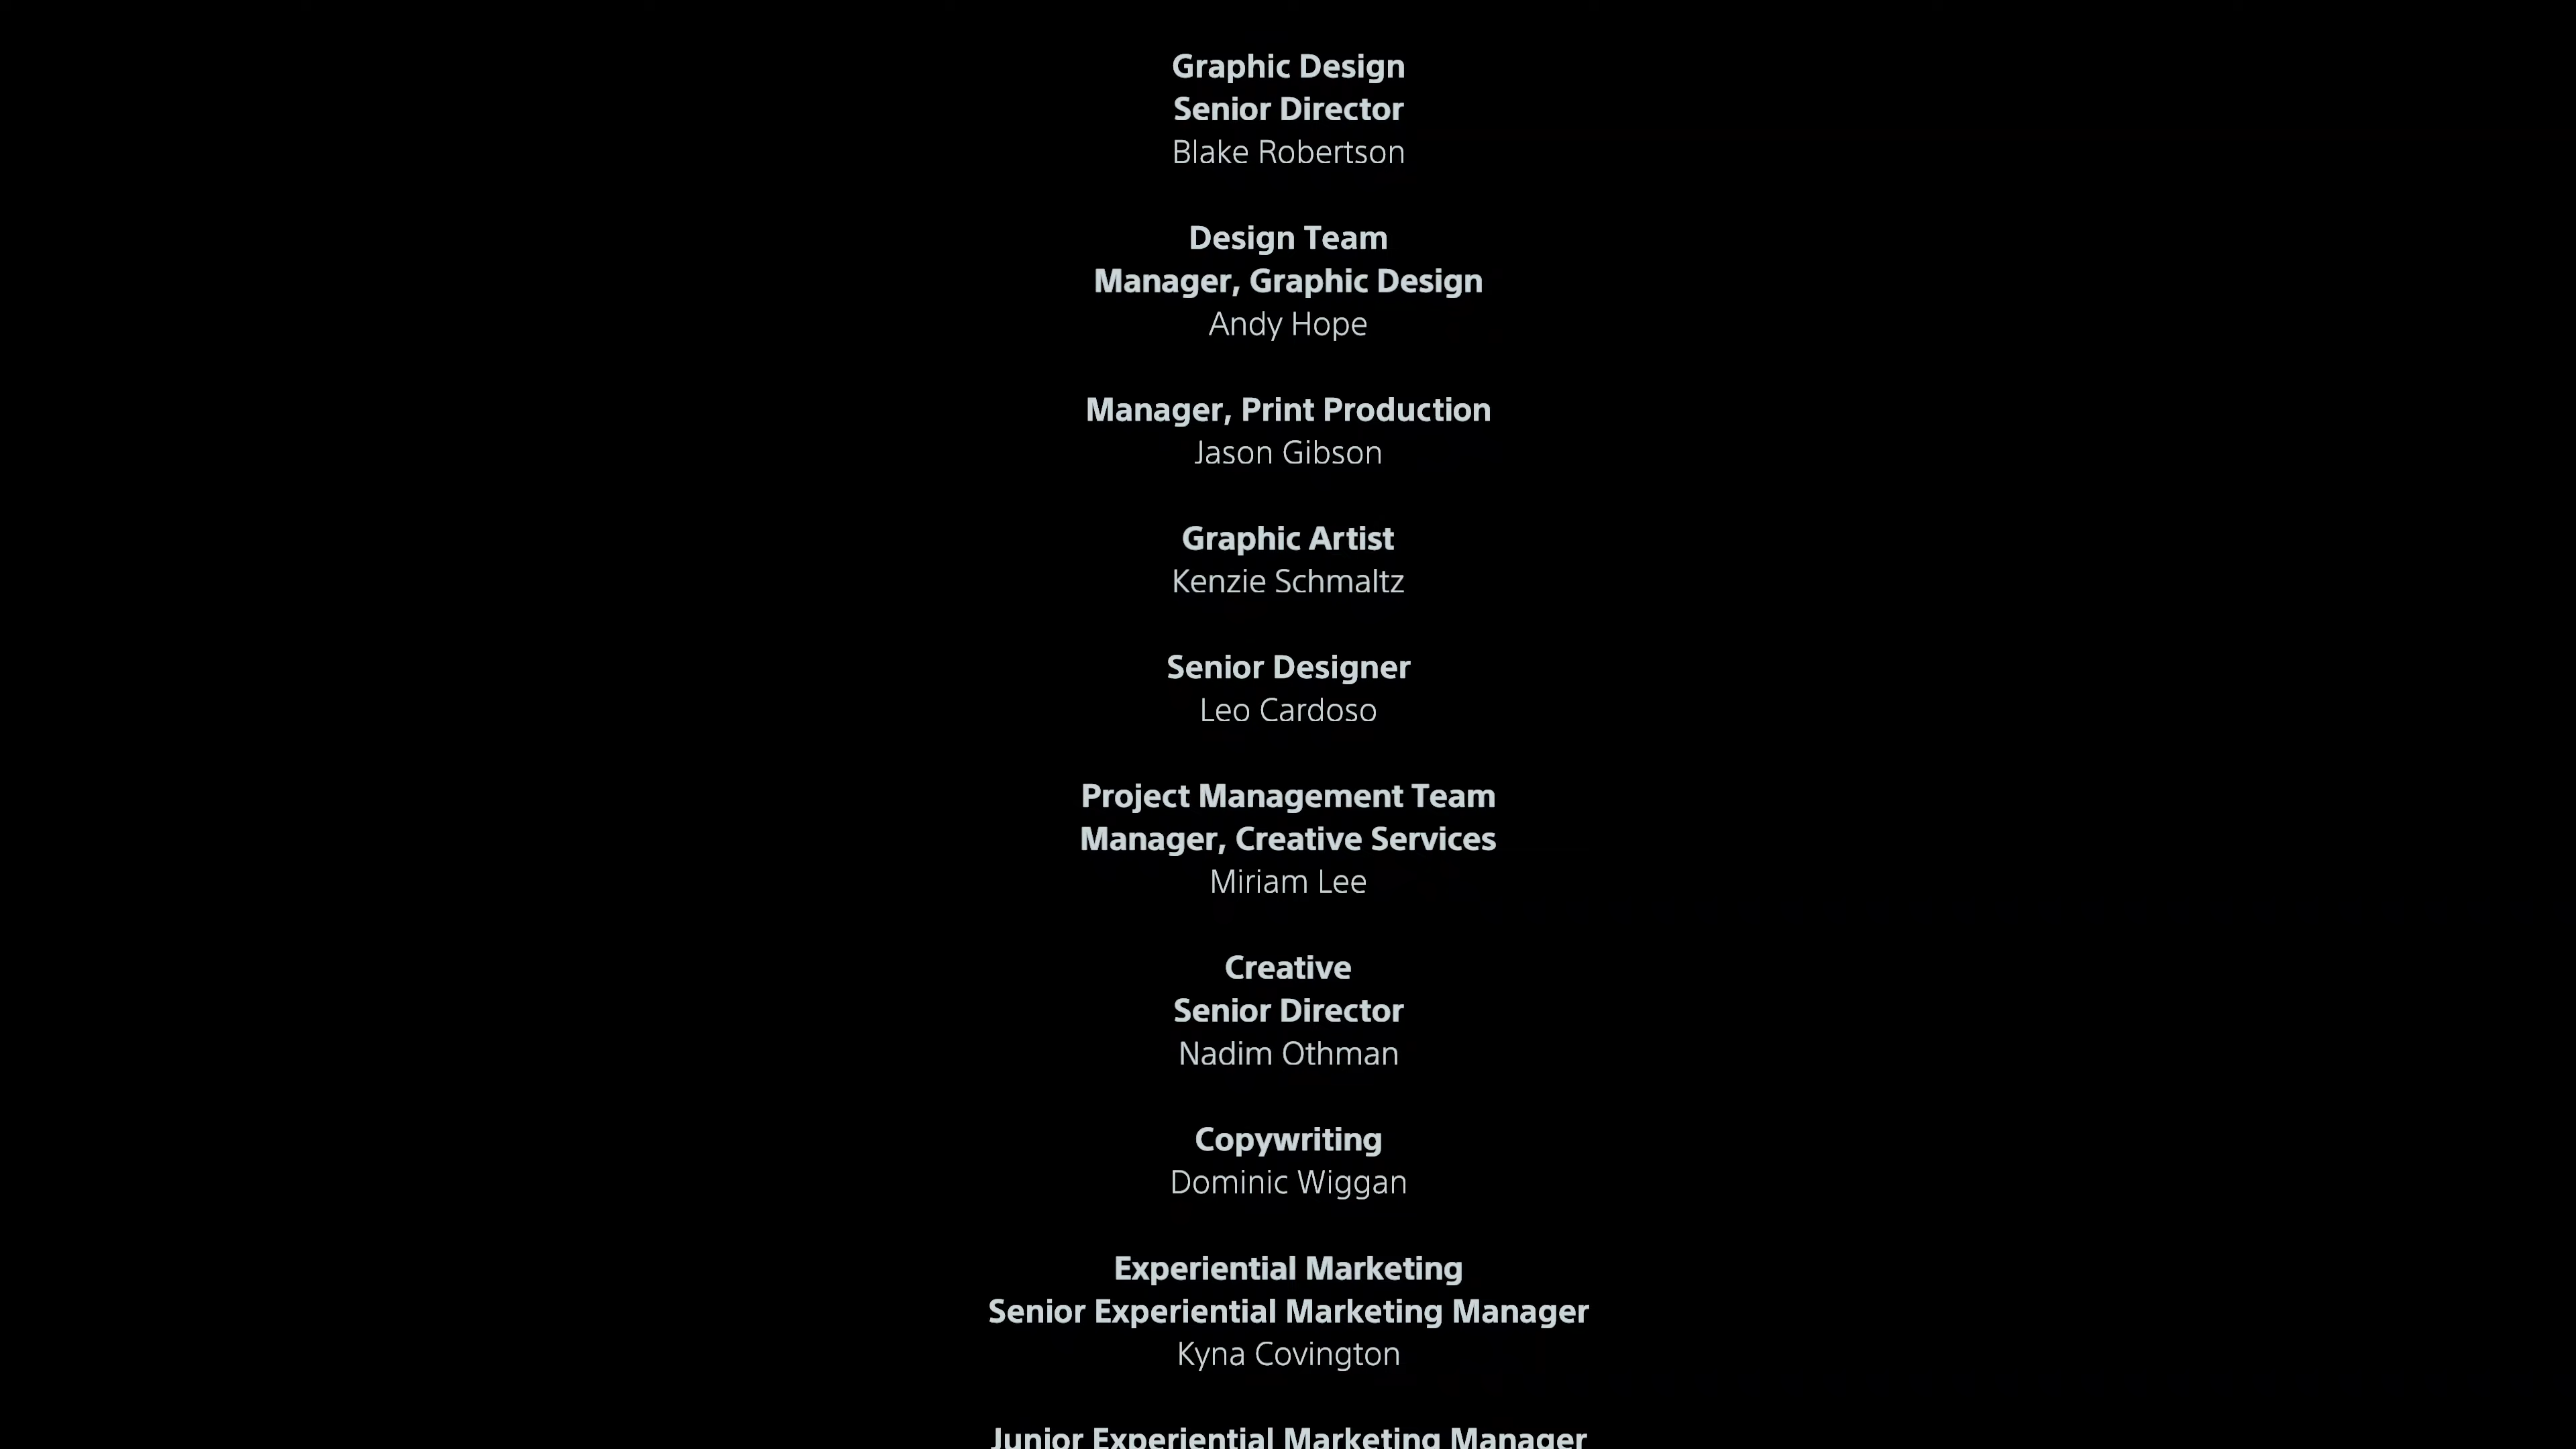 Graphic Design
Senior Director
Blake Robertson
Design Team
Manager, Graphic Design
Andy Hope
Manager, Print Production
Jason Gibson
Graphic Artist
Kenzie Schmaltz
Senior Designer
Leo Cardoso
Project Management Team
Manager, Creative Services
Miriam Lee
Creative
Senior Director
Nadim Othman
Copywriting
Dominic Wiggan
Experiential Marketing
Senior Experiential Marketing Manager
Kyna Covington
Junior Experiential Marketing Manager